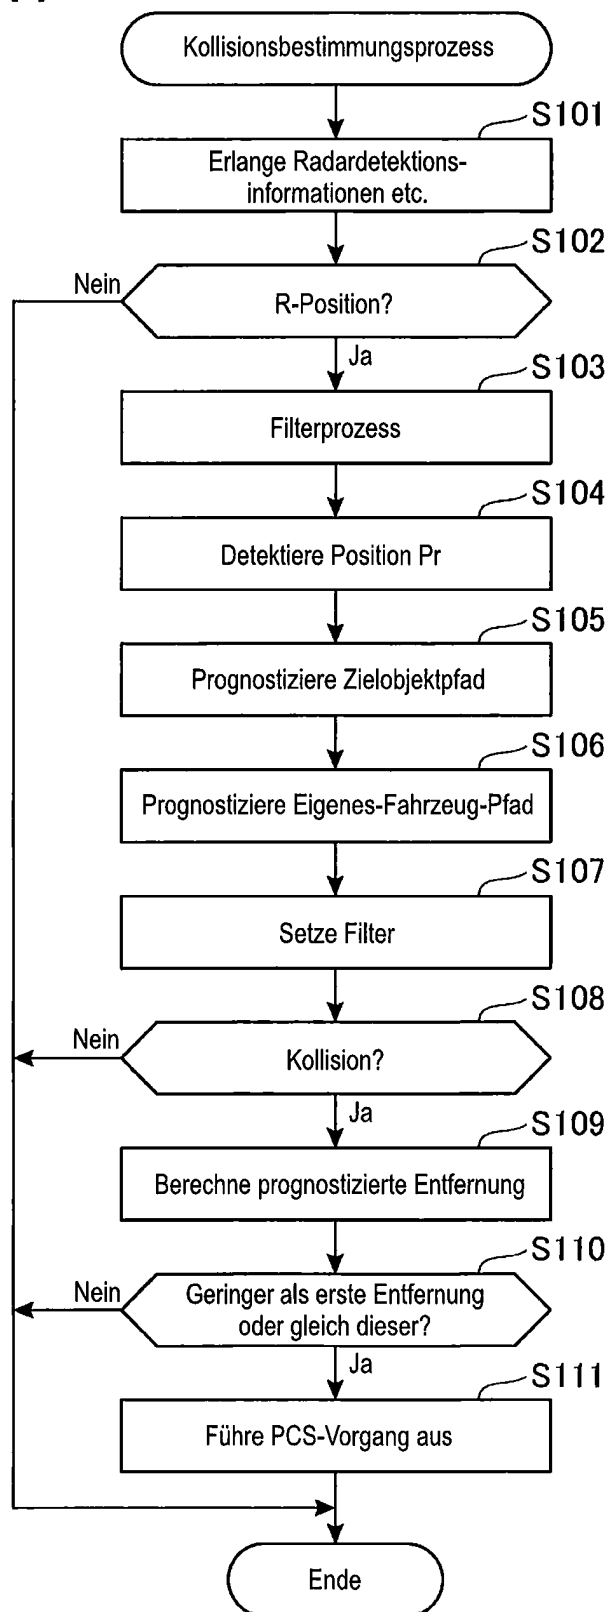 Kollisionsbestimmungsprozess
S101
Erlange Radardetektions-
informationen etc.
S102
Nein
R-Position?
Ja
S103
Filterprozess
S104
Detektiere Position Pr
S105
Prognostiziere Zielobjektpfad
S106
Prognostiziere Eigenes-Fahrzeug-Pfad
S107
Setze Filter
S108
Nein
Kollision?
Ja
S109
Berechne prognostizierte Entfernung
S110
Nein
Geringer als erste Entfernung
oder gleich dieser?
Ja
S111
Führe PCS-Vorgang aus
Ende